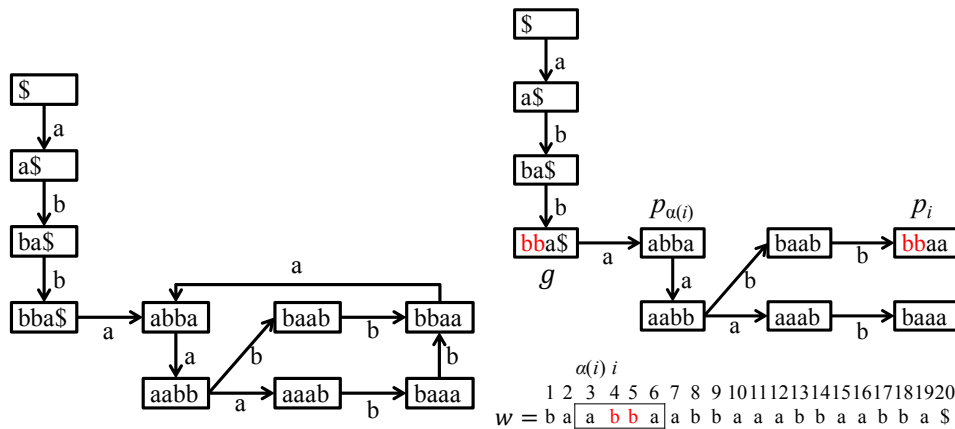 $
a
a$
b
ba$
b
bba$
a
a
abba
a
aabb
b
baab
b
bbaa
a
aaab
b
baaa
b
$
a
a$
b
ba$
b
bba$
g
a
pα(i)
abba
a
aabb
b
baab
b
pi
bbaa
a
aaab
b
baaa
α(i) i
1 2 3 4 5 6 7 8 9 10 11 12 13 14 15 16 17 18 19 20
w = b a a b b a a b b a a a b b a a b b a $